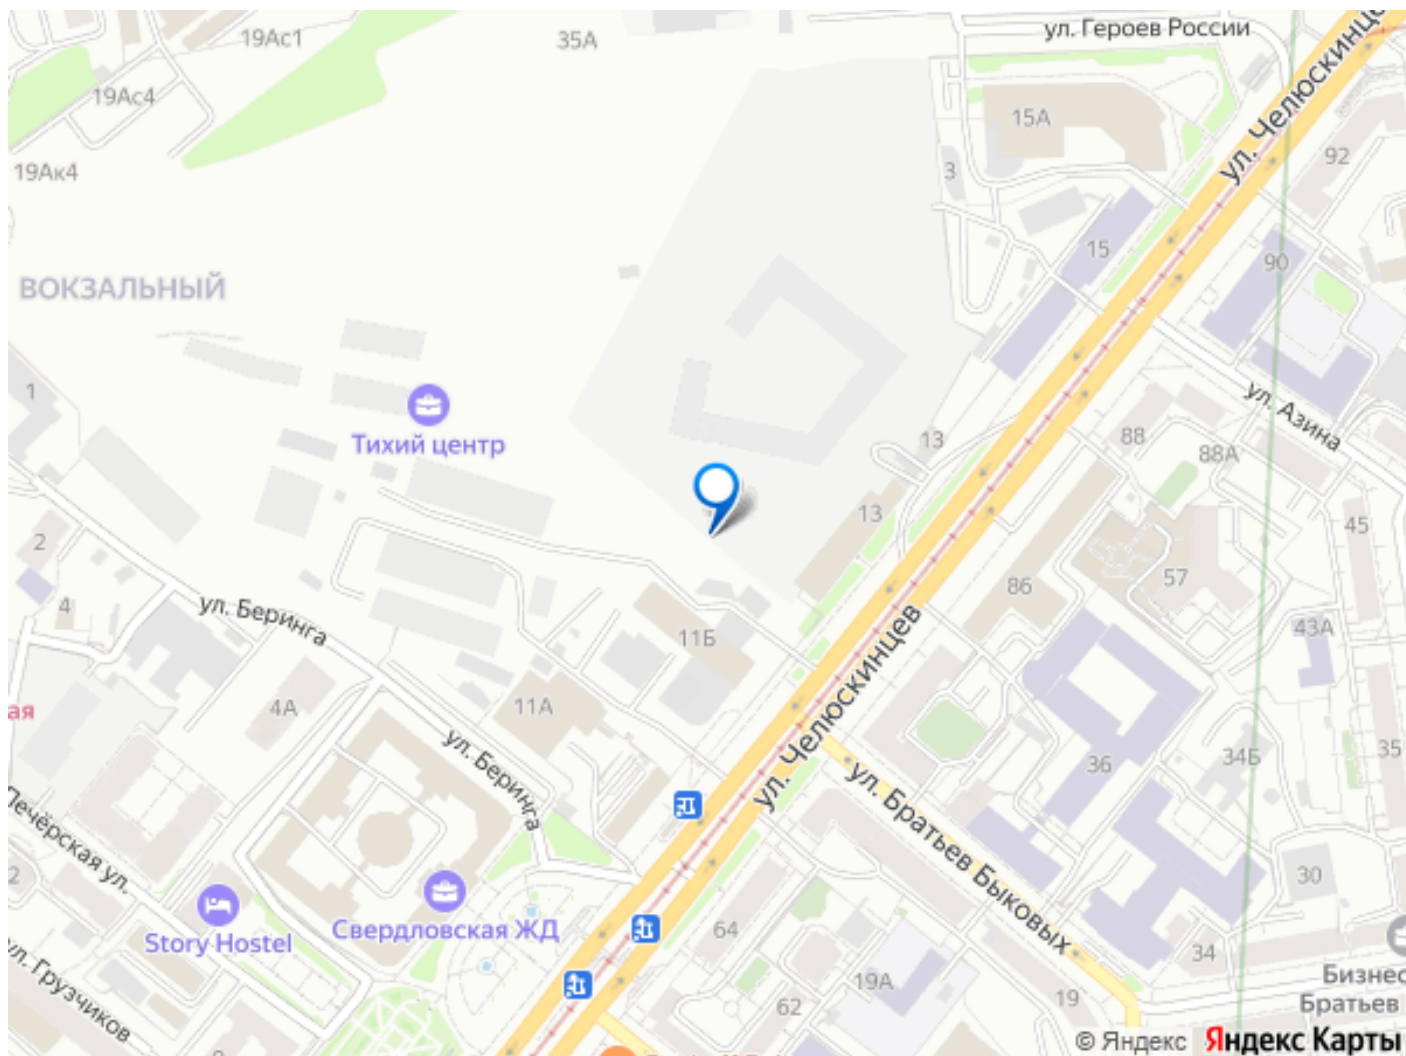 19Ас1
35А
ул. Героев России
19Ас4
15А
ул. Челюскинцев
92
19Ак4
3
15
90
ВОКЗАЛЬНЫЙ
1
Тихий центр
13
88
ул. Азина
88А
13
45
2
57
4
ул. Беринга
86
43А
11Б
ул. Челюскинцев
ая
4А
11А
35
ул. Беринга
36
34Б
Печёрская ул.
ул. Братьев Быковых
2
30
Свердловская ЖД
Story Hostel
64
34
ул. Грузчиков
19А
Бизнес
Братьев
62
19
© Яндекс Яндекс Карты